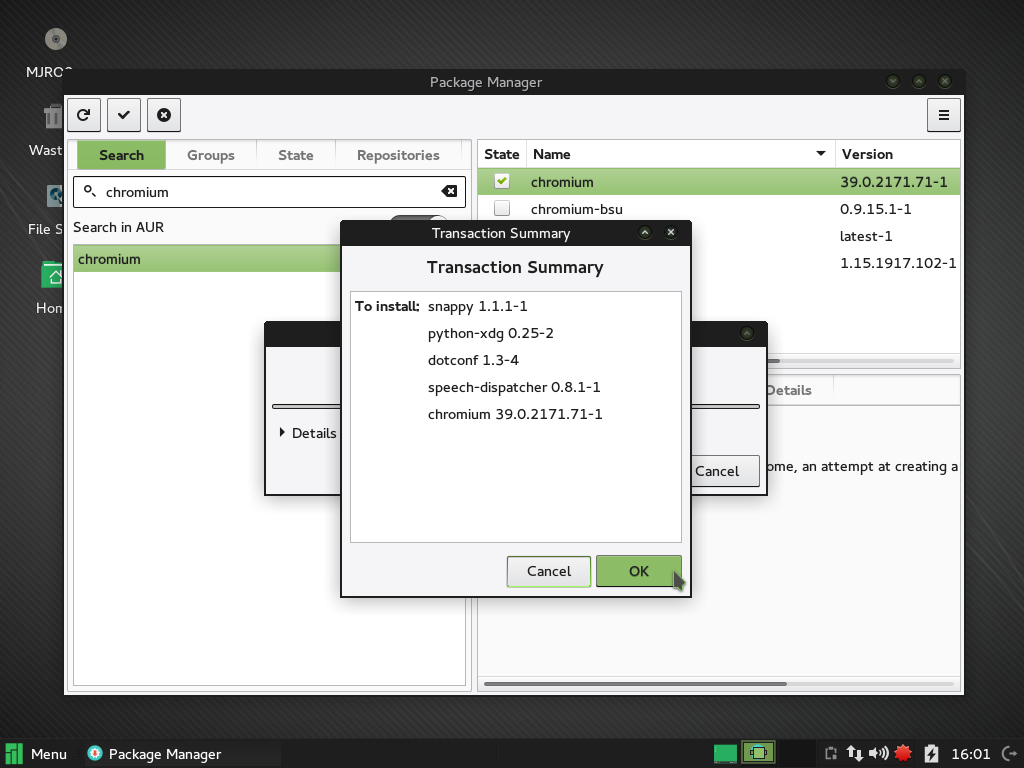 MJRO
Package Manager
Waste
File S
Home
Search
Groups
State
Repositories
chromium
Search in AUR
chromium
State
Name
Version
chromium
39.0.2171.71-1
chromium-bsu
0.9.15.1-1
latest-1
1.15.1917.102-1
Details
ome, an attempt at creating a
Details
Cancel
Transaction Summary
Transaction Summary
To install:
snappy 1.1.1-1
python-xdg 0.25-2
dotconf 1.3-4
speech-dispatcher 0.8.1-1
chromium 39.0.2171.71-1
Cancel
OK
Menu
Package Manager
16:01